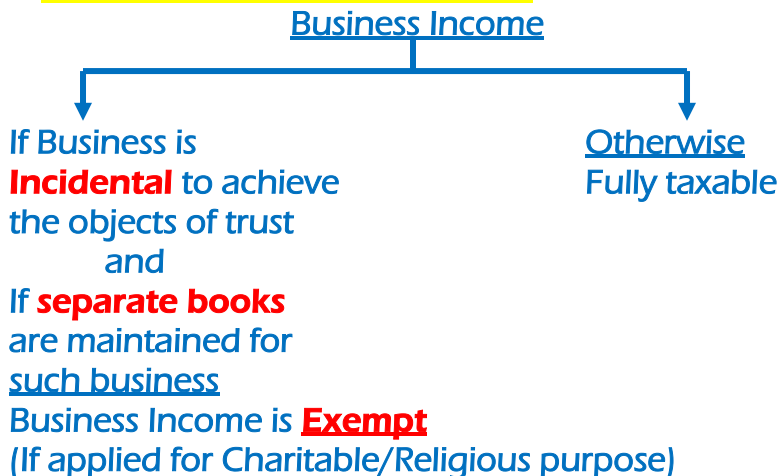 Business Income
If Business is
Incidental to achieve
the objects of trust
and
If separate books
are maintained for
such business
Business Income is Exempt
(If applied for Charitable/Religious purpose)
Otherwise
Fully taxable